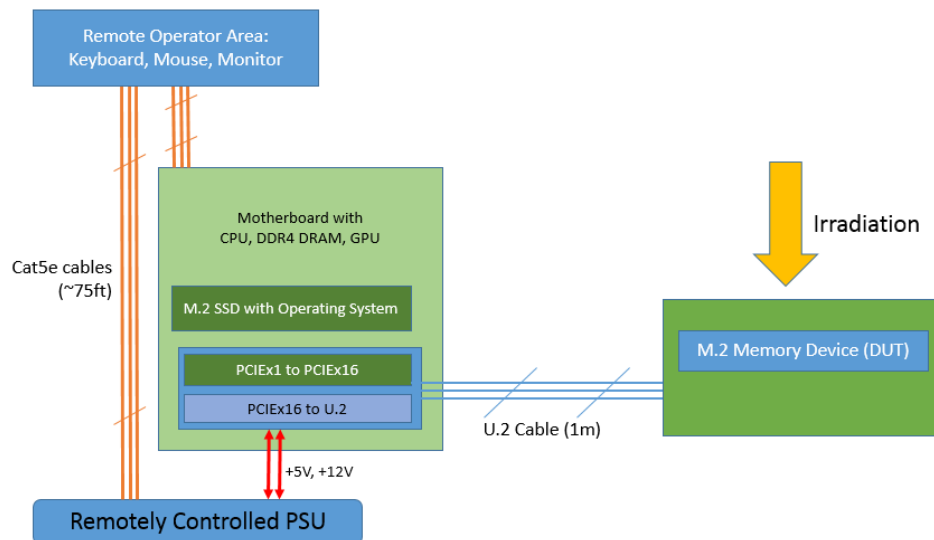 Remote Operator Area:
Keyboard, Mouse, Monitor
Motherboard with
CPU, DDR4 DRAM, GPU
Irradiation
Cat5e cables
(~75ft)
M.2 SSD with Operating System
M.2 Memory Device (DUT)
PCIEx1 to PCIEx16
PCIEx16 to U.2
U.2 Cable (1m)
+5V, +12V
Remotely Controlled PSU